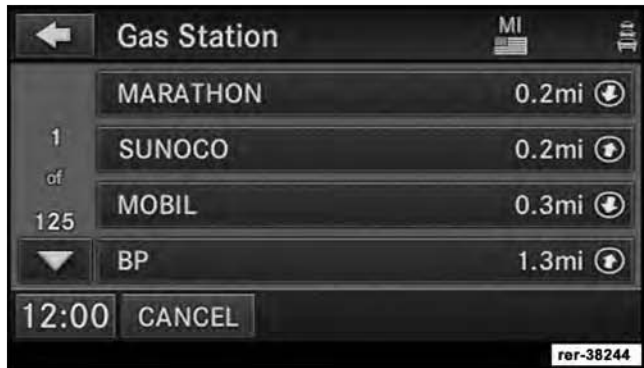 Gas Station MI
MARATHON 0.2mi
1 SUNOCO 0.2mi
of
125 MOBIL 0.3mi
BP 1.3mi
12:00 CANCEL
rer-38244